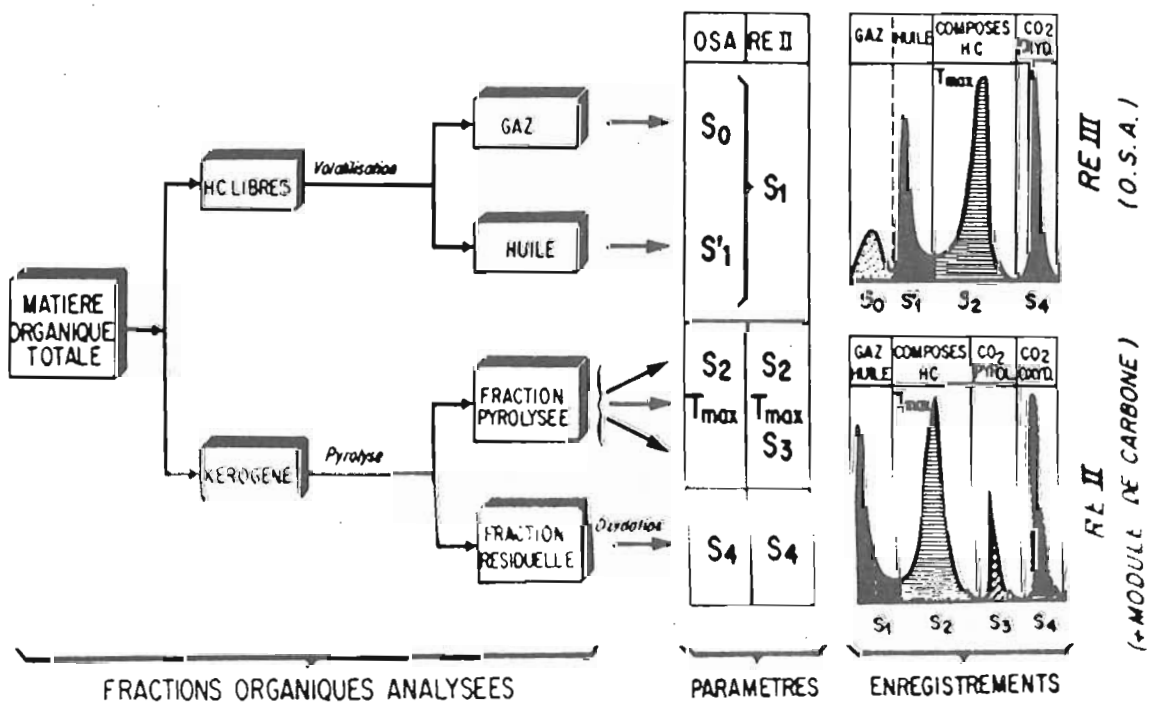 MATIERE
ORGANIQUE
TOTALE
HC LIBRES
Volatilisation
GAZ
HUILE
KEROGENE
Pyrolyse
FRACTION
PYROLYSEE
FRACTION
RESIDUELLE
Oxydation
OSA RE II
S0
S1
S'1
S2 S2
Tmax Tmax
S3
S4 S4
GAZ HUILE COMPOSES HC CO2
Tmax
S0 S'1 S2 S4
RE III
(O.S.A.)
GAZ HUILE COMPOSES HC CO2 PYROL CO2 OXYD.
Tmax
S1 S2 S3 S4
RE II
(+MODULE DE CARBONE)
FRACTIONS ORGANIQUES ANALYSEES
PARAMETRES
ENREGISTREMENTS